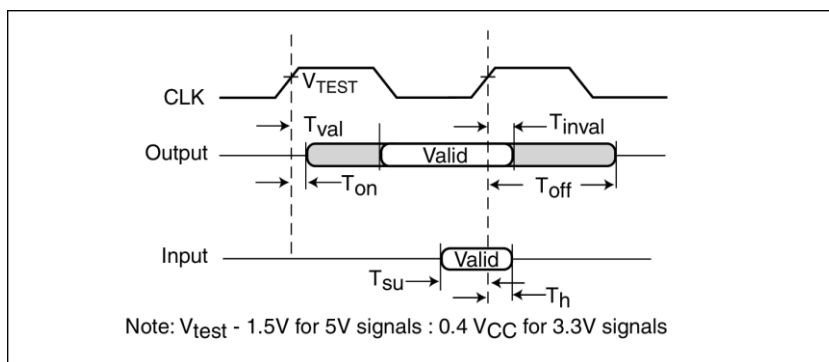 CLK
VTEST
Tval
Tinval
Output
Valid
Ton
Toff
Input
Valid
Tsu
Th
Note: Vtest - 1.5V for 5V signals : 0.4 VCC for 3.3V signals